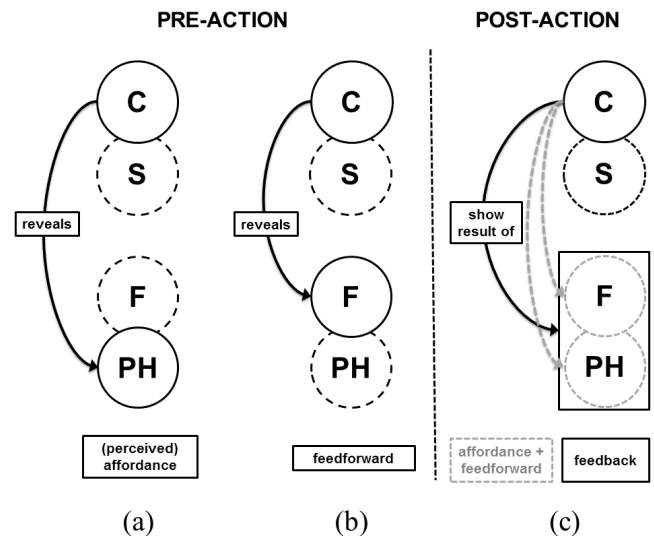 PRE-ACTION
POST-ACTION
C
S
reveals
F
PH
(perceived)
affordance
(a)
C
S
reveals
F
PH
feedforward
(b)
C
S
show
result of
F
PH
affordance +
feedforward
feedback
(c)